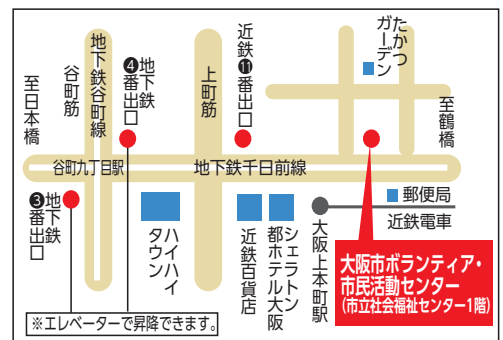 至日本橋
谷町筋
地下鉄谷町線
地下鉄
❹番出口
上町筋
近鉄
⓫番出口
たかつ
ガーデン
至鶴橋
谷町九丁目駅
地下鉄千日前線
地下鉄
❸番出口
ハイハイ
タウン
近鉄百貨店
シェラトン
都ホテル大阪
大阪上本町駅
郵便局
近鉄電車
大阪市ボランティア・
市民活動センター
(市立社会福祉センター1階)
※エレベーターで昇降できます。